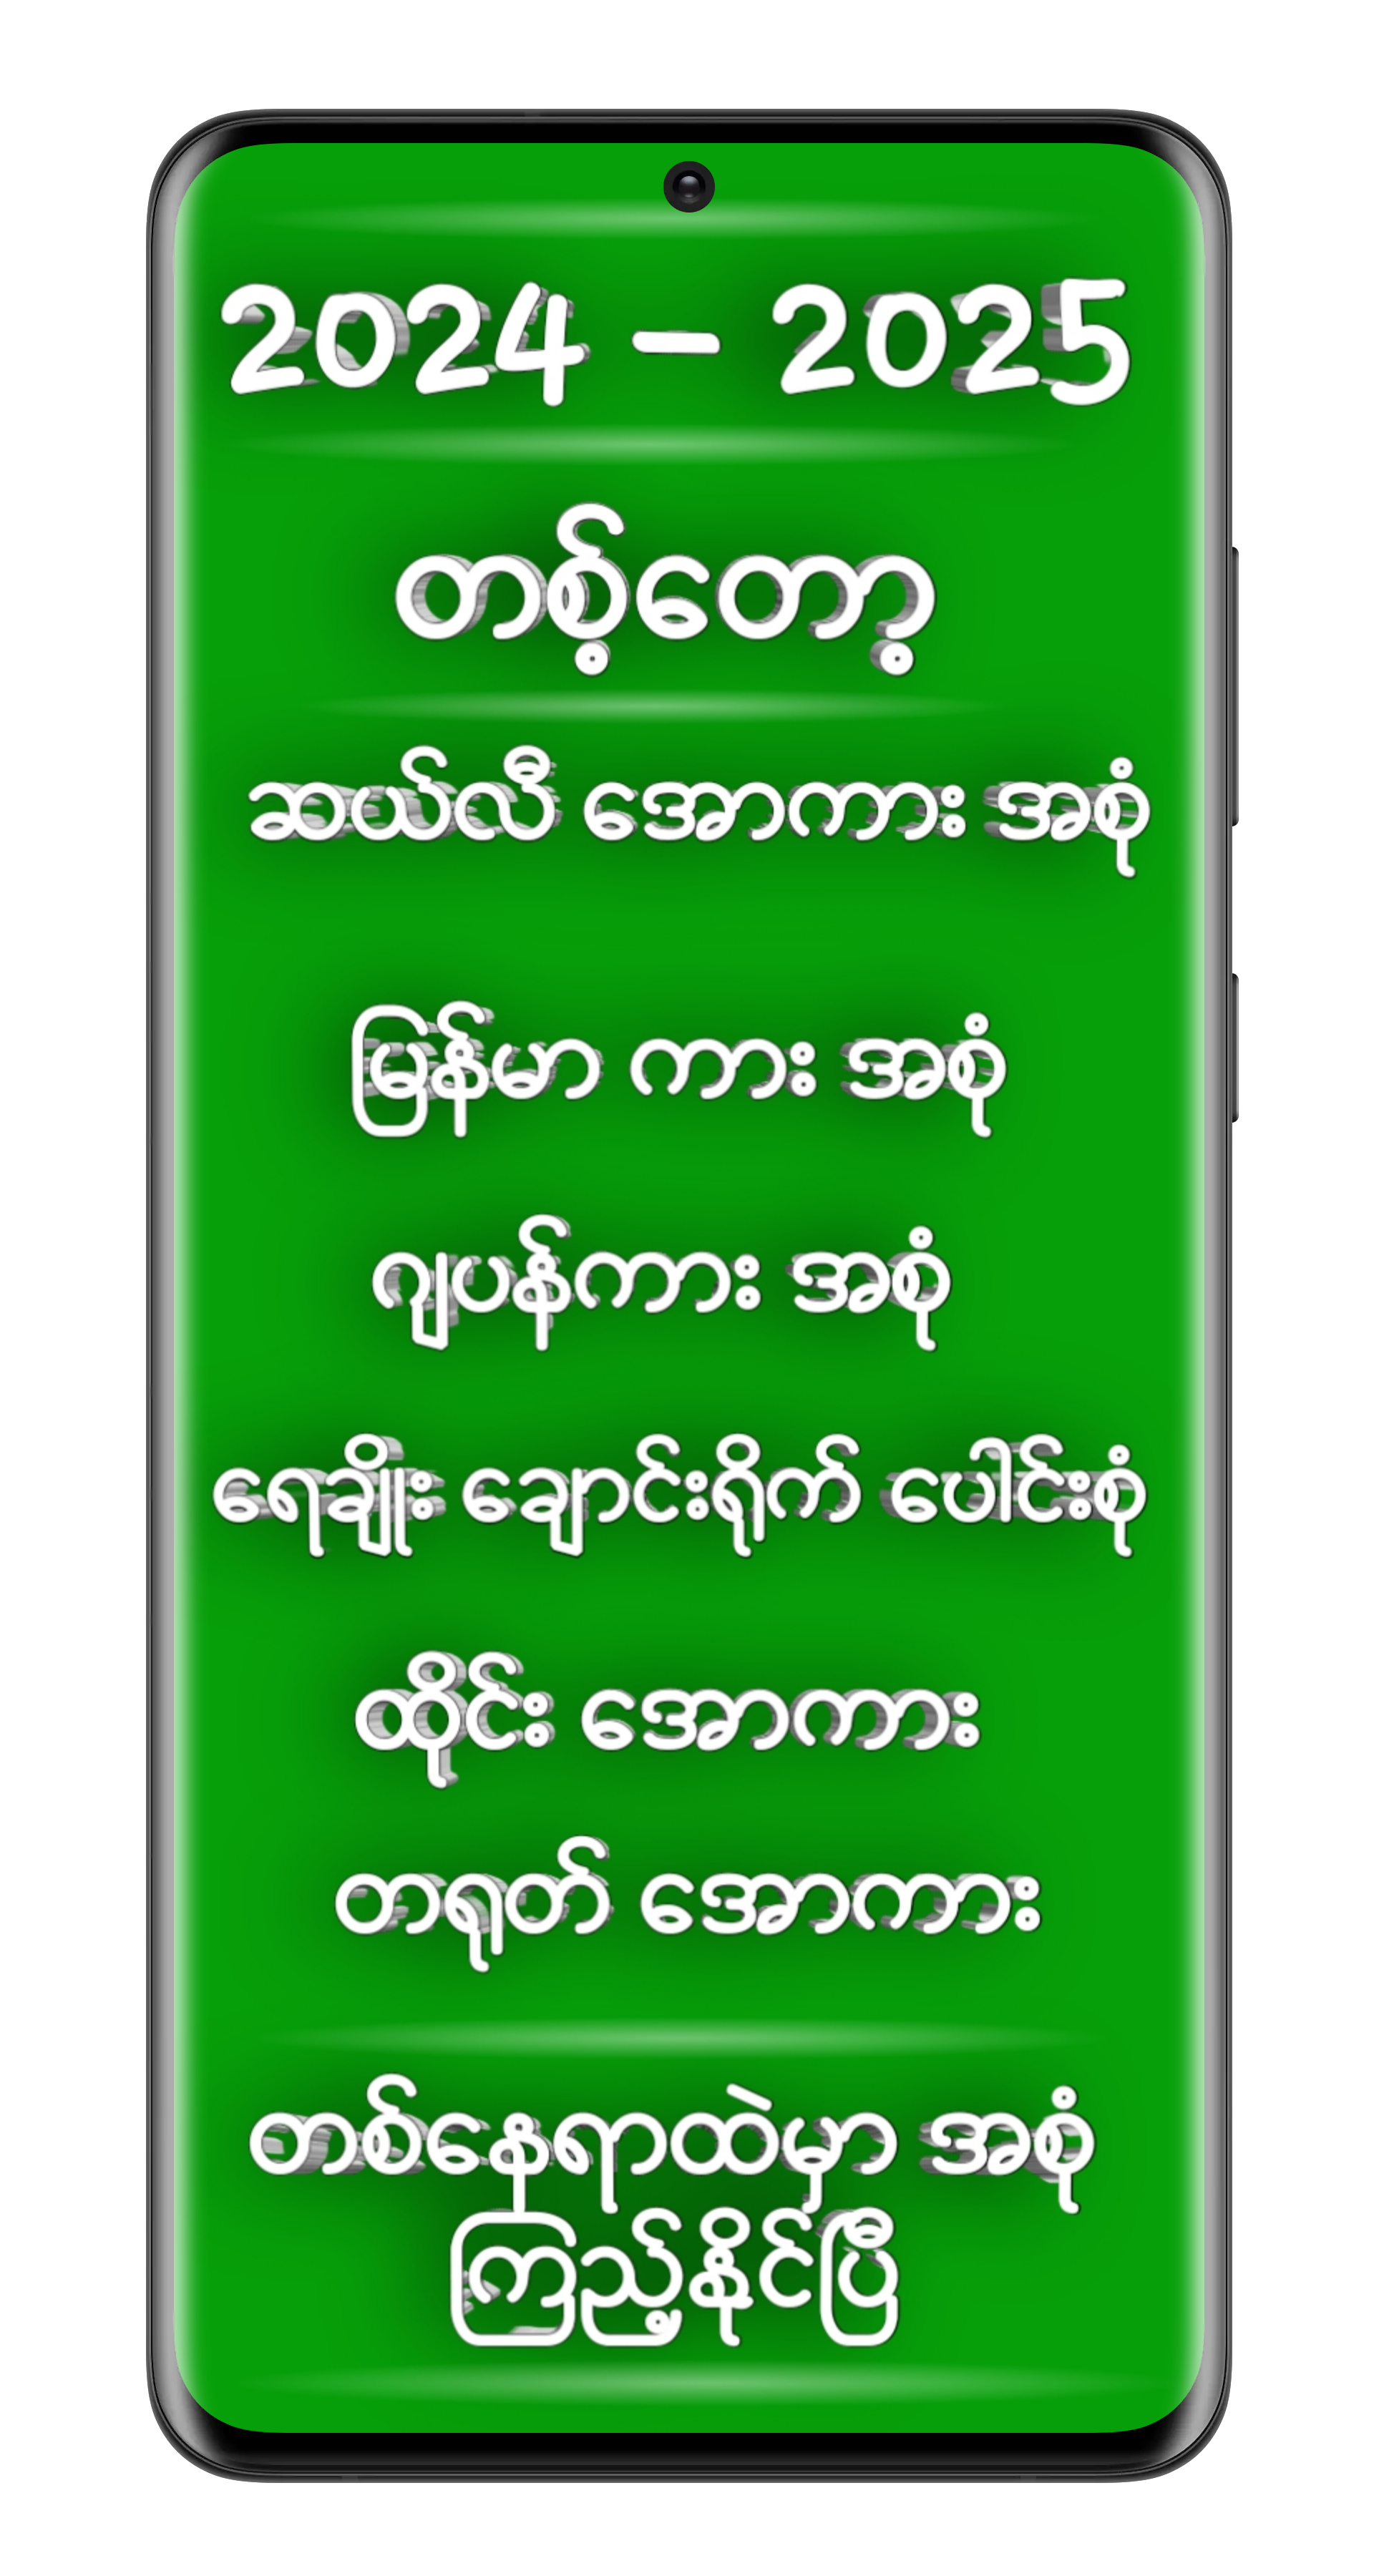 2024 – 2025
တစ့်တော့
ဆယ်လီ အောကား အစုံ
မြန်မာ ကား အစုံ
ဂျပန်ကား အစုံ
ရေချိုး ချောင်းရိုက် ပေါင်းစုံ
ထိုင်း အောကား
တရုတ် အောကား
တစ်နေရာထဲမှာ အစုံ
ကြည့်နိုင်ပြီ